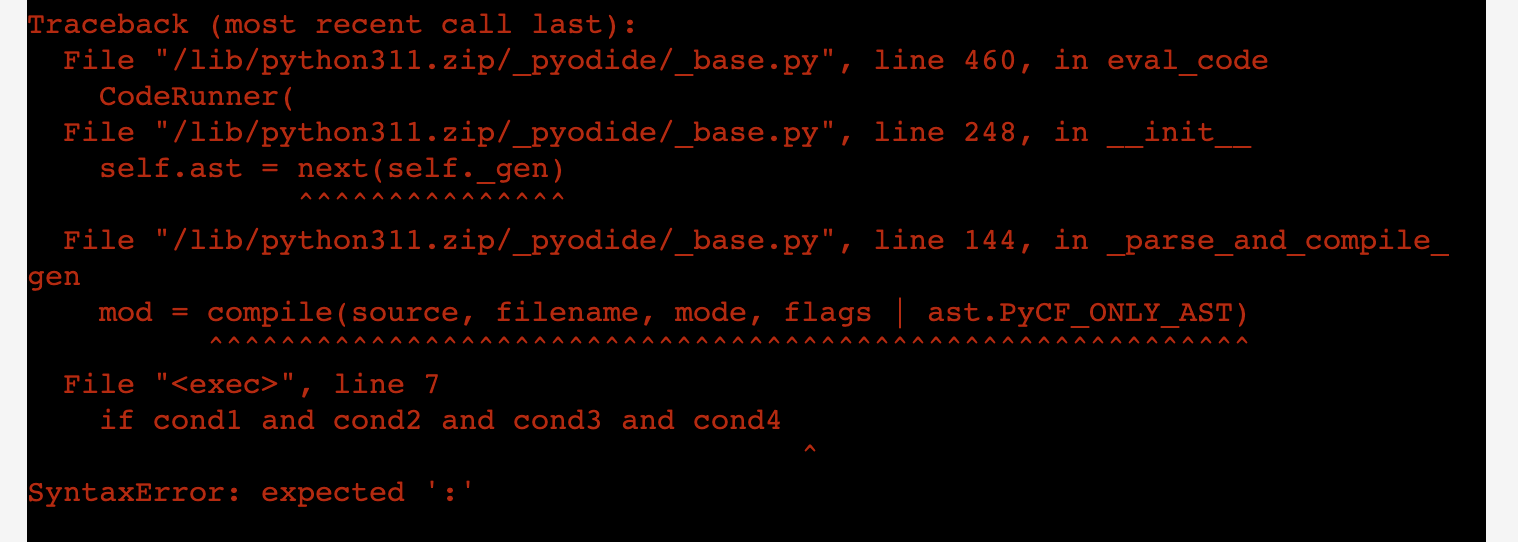 Traceback (most recent call last):
  File "/lib/python311.zip/_pyodide/_base.py", line 460, in eval_code
    CodeRunner(
  File "/lib/python311.zip/_pyodide/_base.py", line 248, in __init__
    self.ast = next(self._gen)
               ^^^^^^^^^^^^^^^
  File "/lib/python311.zip/_pyodide/_base.py", line 144, in _parse_and_compile_
gen
    mod = compile(source, filename, mode, flags | ast.PyCF_ONLY_AST)
          ^^^^^^^^^^^^^^^^^^^^^^^^^^^^^^^^^^^^^^^^^^^^^^^^^^^^^^^^^^
  File "<exec>", line 7
    if cond1 and cond2 and cond3 and cond4
                                           ^
SyntaxError: expected ':'